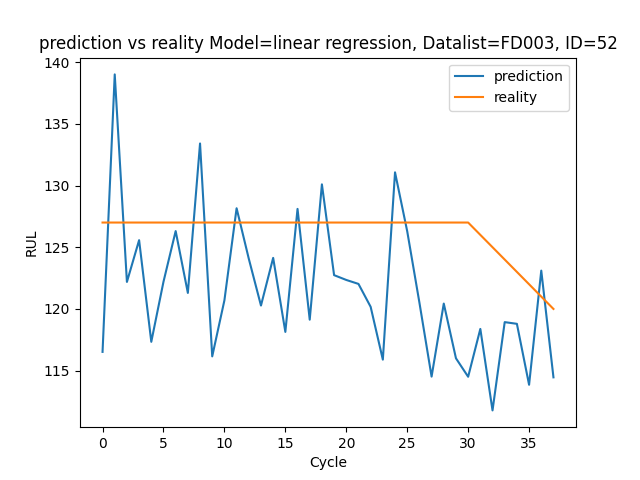 prediction vs reality Model=linear regression, Datalist=FD003, ID=52
prediction
reality
140
135
130
125
120
115
RUL
0 5 10 15 20 25 30 35
Cycle